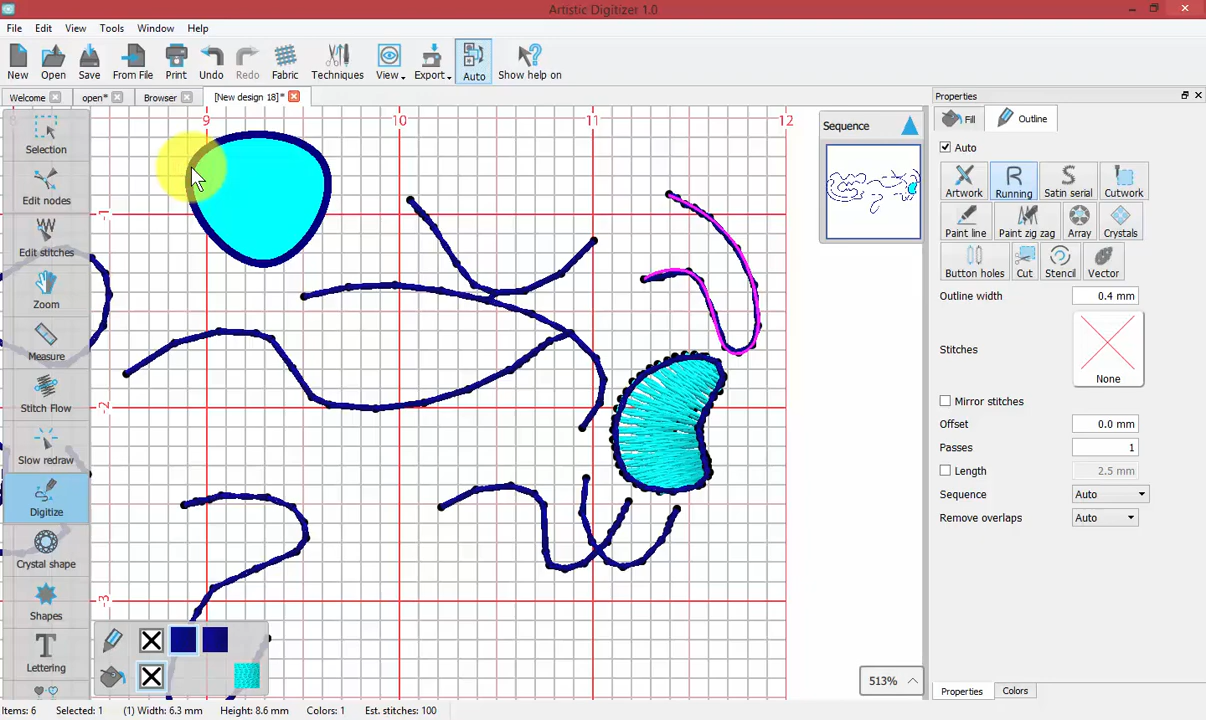 Artistic Digitizer 1.0
File Edit View Tools Window Help
New Open Save From File Print Undo Redo Fabric Techniques View Export Auto Show help on
Welcome open* Browser [New design 18]*
Properties
9 10 11 12
Sequence
Fill Outline
Auto
Selection
Edit nodes
Edit stitches
Zoom
Measure
Stitch Flow
Slow redraw
Digitize
Crystal shape
Shapes
Lettering
-1
-2
-3
Artwork Running Satin serial Cutwork
Paint line Paint zig zag Array Crystals
Button holes Cut Stencil Vector
Outline width 0.4 mm
Stitches None
Mirror stitches
Offset 0.0 mm
Passes 1
Length 2.5 mm
Sequence Auto
Remove overlaps Auto
513%
Properties Colors
Items: 6 Selected: 1 (1) Width: 6.3 mm Height: 8.6 mm Colors: 1 Est. stitches: 100